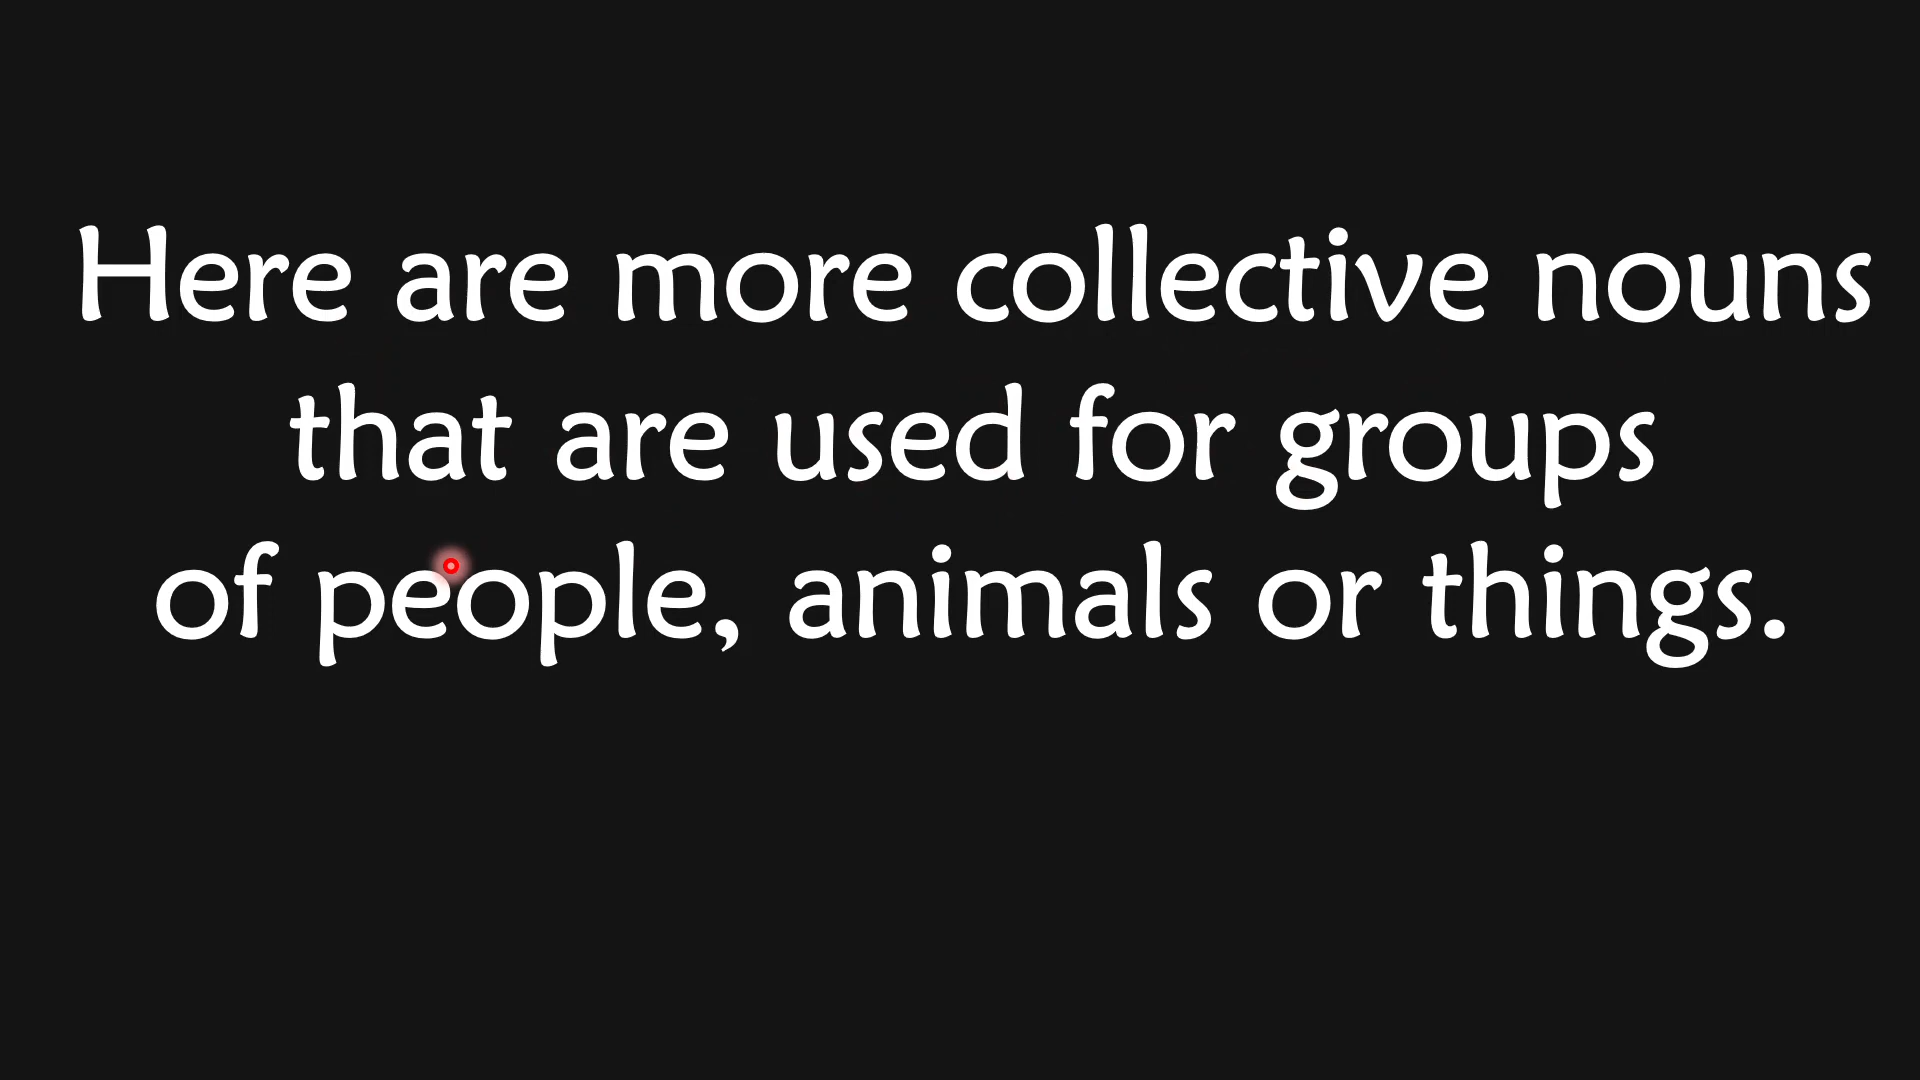 Here are more collective nouns
that are used for groups
of people, animals or things.